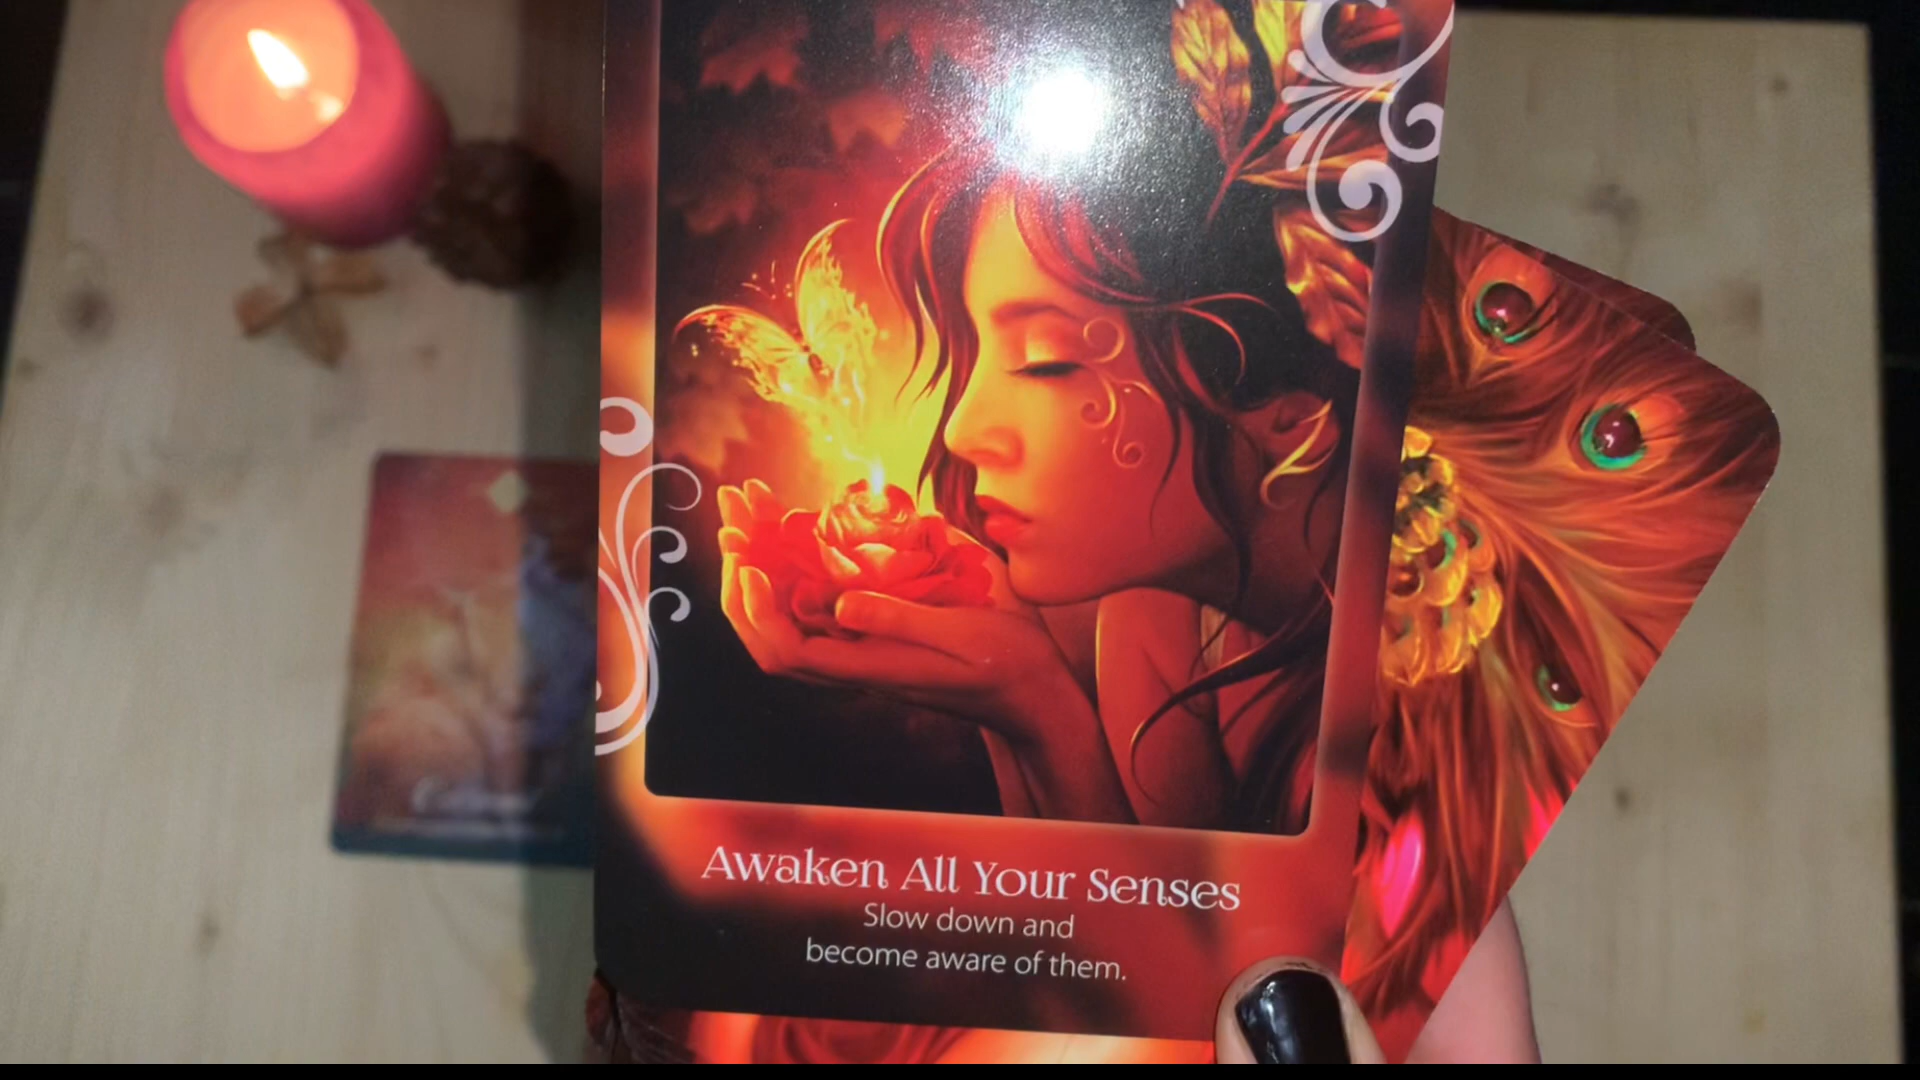 Awaken All Your Senses
Slow down and
become aware of them.